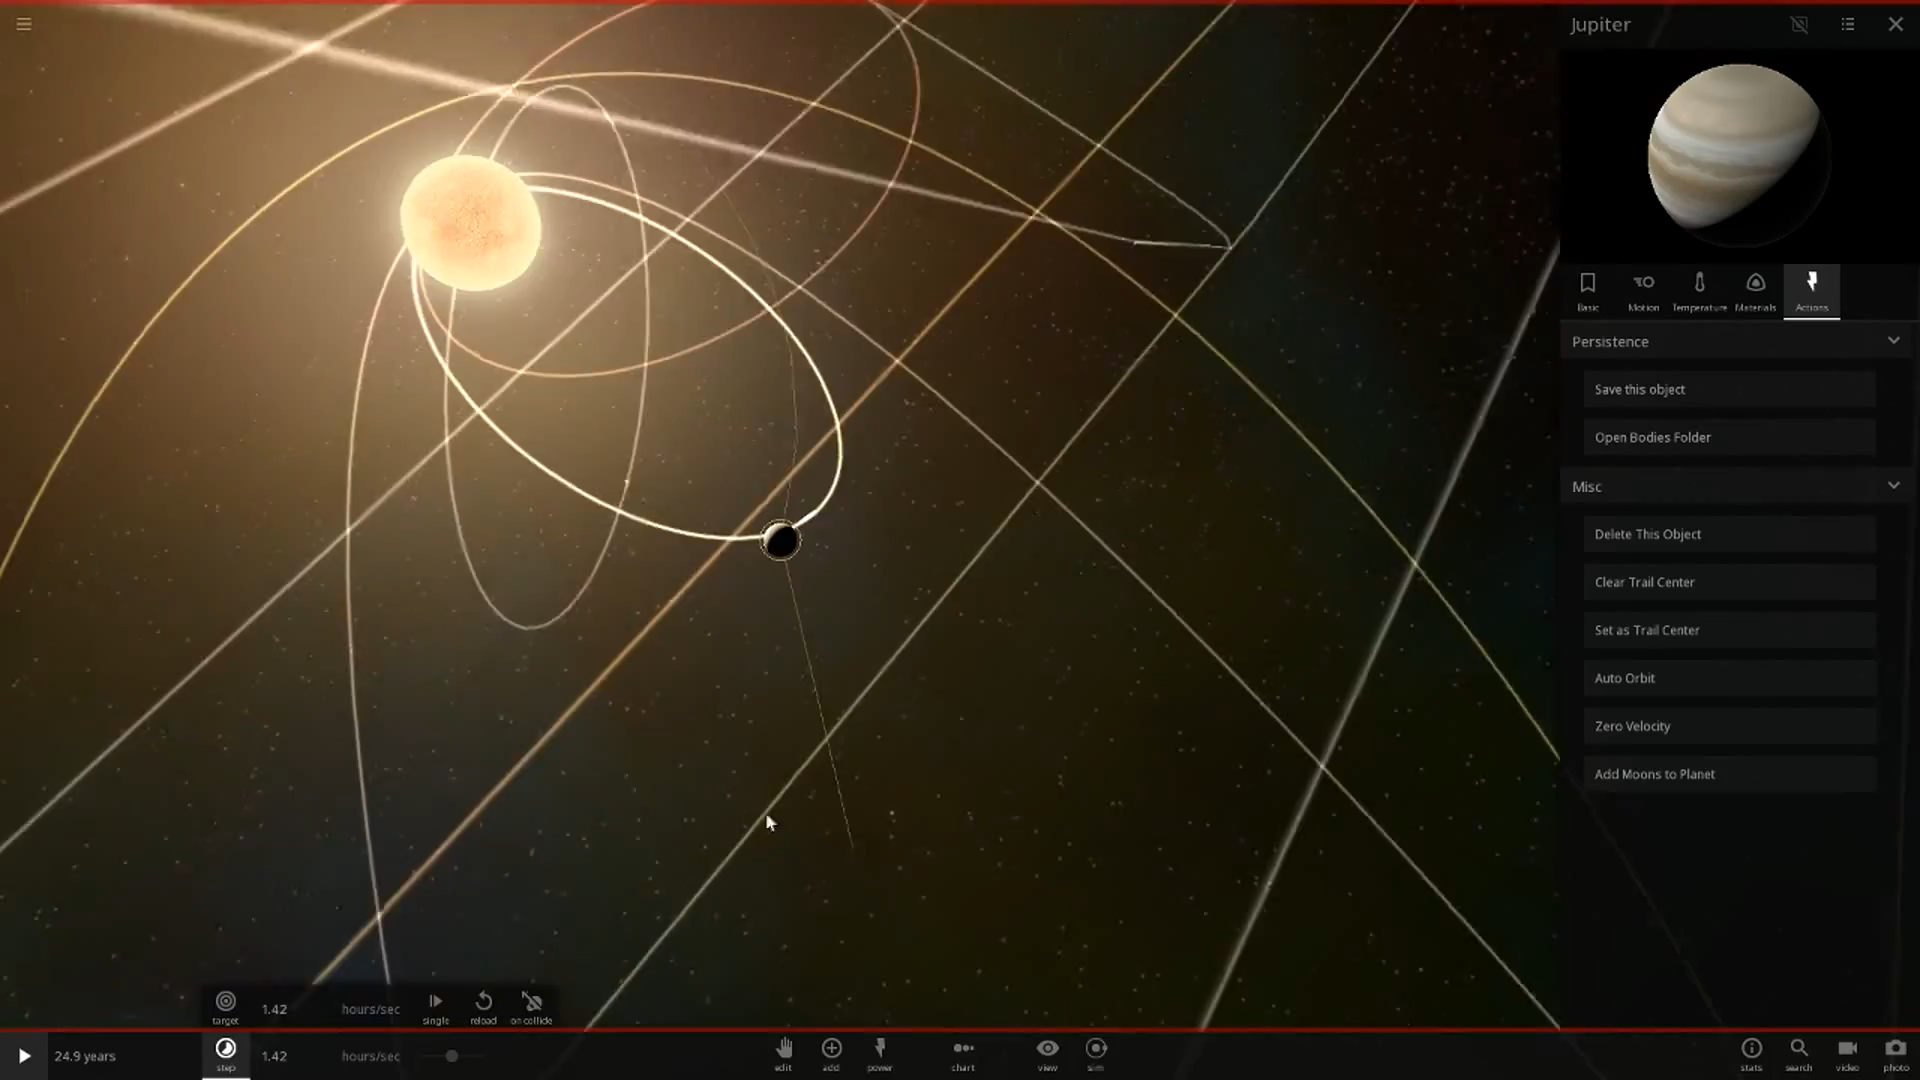 Jupiter
Basic
Motion
Temperature
Materials
Actions
Persistence
Save this object
Open Bodies Folder
Misc
Delete This Object
Clear Trail Center
Set as Trail Center
Auto Orbit
Zero Velocity
Add Moons to Planet
target
1.42
hours/sec
single
reload
on collide
24.9 years
step
1.42
hours/sec
edit
add
power
chart
view
sim
stats
search
video
photo